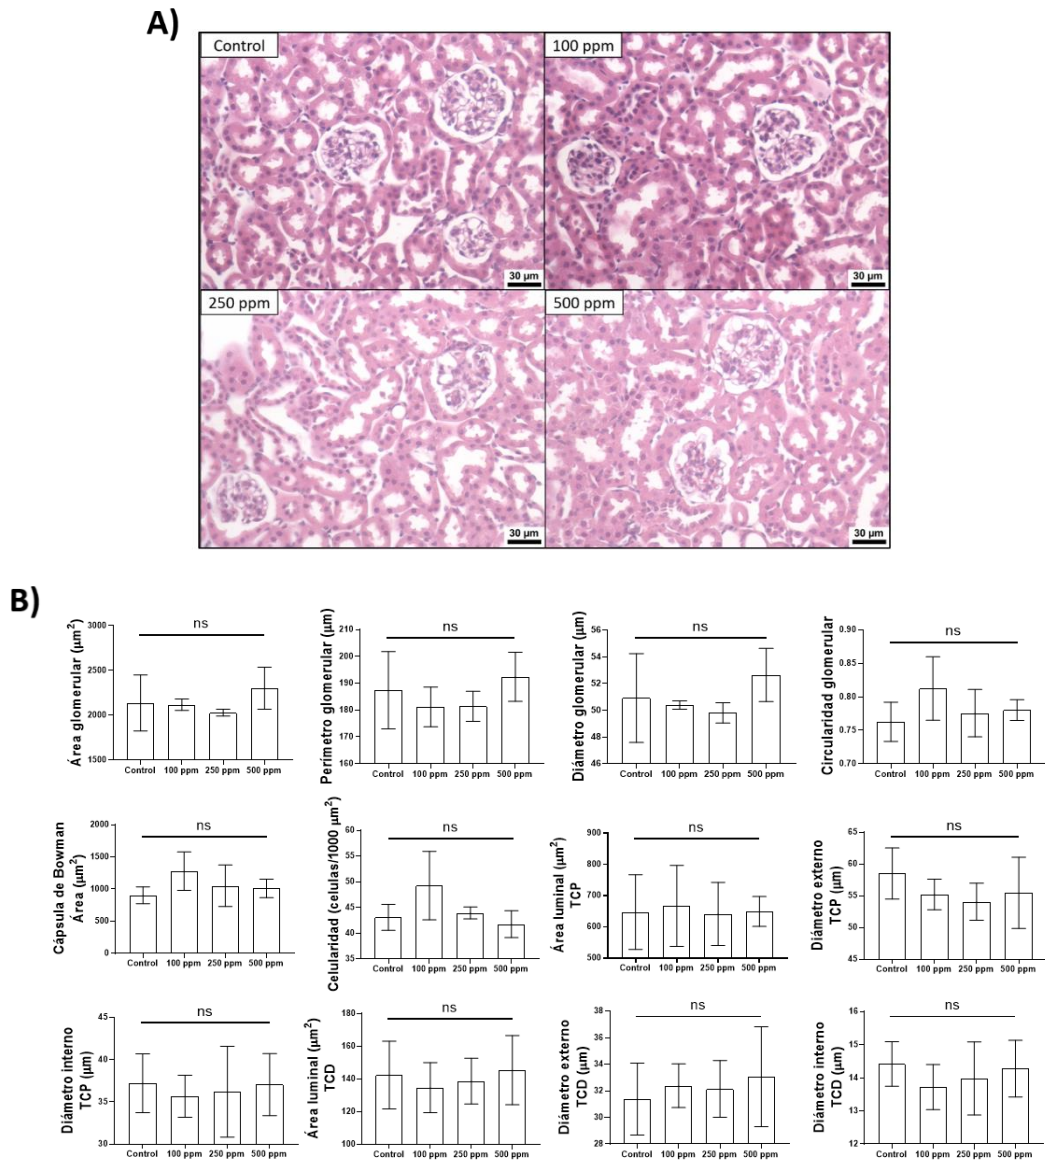 A)
Control
100 ppm
30 µm
30 µm
250 ppm
500 ppm
30 µm
30 µm
B)
Área glomerular (µm²)
3000
2500
2000
1500
ns
Control 100 ppm 250 ppm 500 ppm
Perímetro glomerular (µm)
210
200
190
180
170
160
ns
Control 100 ppm 250 ppm 500 ppm
Diámetro glomerular (µm)
56
54
52
50
48
46
ns
Control 100 ppm 250 ppm 500 ppm
Circularidad glomerular
0.90
0.85
0.80
0.75
0.70
ns
Control 100 ppm 250 ppm 500 ppm
Cápsula de Bowman
Área (µm²)
2000
1500
1000
500
0
ns
Control 100 ppm 250 ppm 500 ppm
Celularidad (celulas/1000 µm²)
60
55
50
45
40
35
ns
Control 100 ppm 250 ppm 500 ppm
Área luminal (µm²)
TCP
900
800
700
600
500
ns
Control 100 ppm 250 ppm 500 ppm
Diámetro externo
TCP (µm)
65
60
55
50
45
ns
Control 100 ppm 250 ppm 500 ppm
Diámetro interno
TCP (µm)
45
40
35
30
ns
Control 100 ppm 250 ppm 500 ppm
Área luminal (µm²)
TCD
180
160
140
120
100
ns
Control 100 ppm 250 ppm 500 ppm
Diámetro externo
TCD (µm)
38
36
34
32
30
28
ns
Control 100 ppm 250 ppm 500 ppm
Diámetro interno
TCD (µm)
16
15
14
13
12
ns
Control 100 ppm 250 ppm 500 ppm